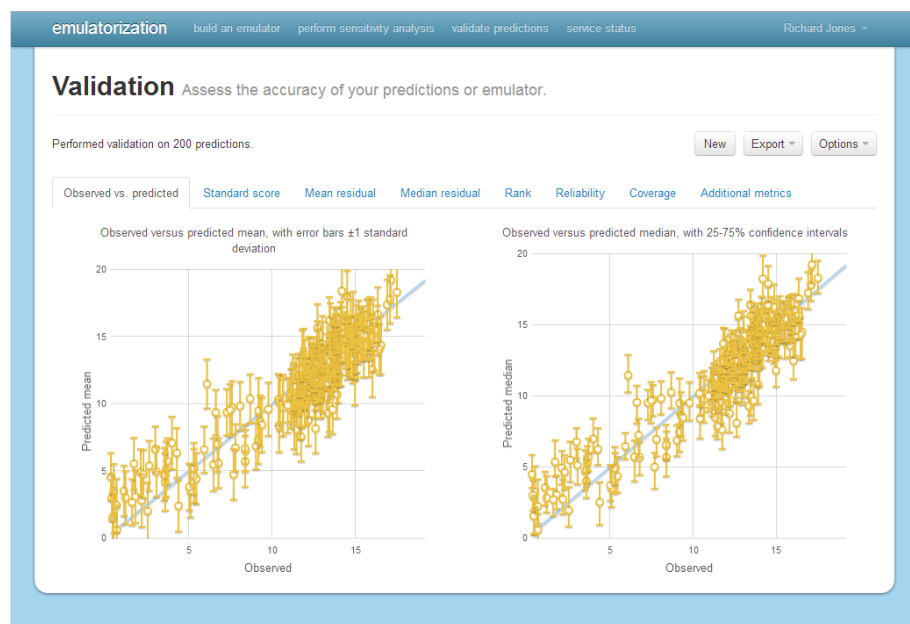 emulatorization build an emulator perform sensitivity analysis validate predictions service status Richard Jones
Validation Assess the accuracy of your predictions or emulator.
Performed validation on 200 predictions.
New Export Options
Observed vs. predicted Standard score Mean residual Median residual Rank Reliability Coverage Additional metrics
Observed versus predicted mean, with error bars ±1 standard
deviation
20
15
10
5
0
5 10 15
Predicted mean
Observed
Observed versus predicted median, with 25-75% confidence intervals
20
15
10
5
0
5 10 15
Predicted median
Observed